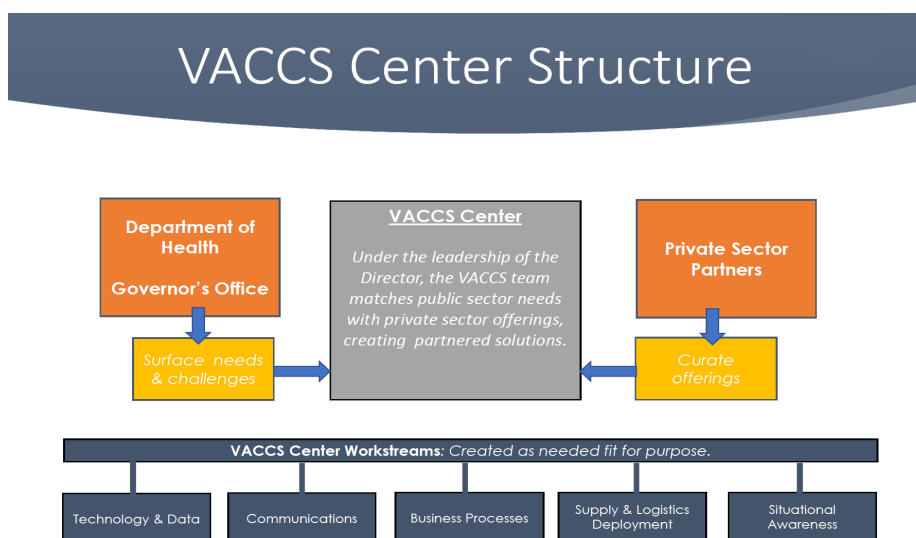 VACCS Center Structure
Department of
Health
Governor's Office
Surface needs
& challenges
VACCS Center
Under the leadership of the
Director, the VACCS team
matches public sector needs
with private sector offerings,
creating partnered solutions.
Private Sector
Partners
Curate
offerings
VACCS Center Workstreams: Created as needed fit for purpose.
Technology & Data
Communications
Business Processes
Supply & Logistics
Deployment
Situational
Awareness